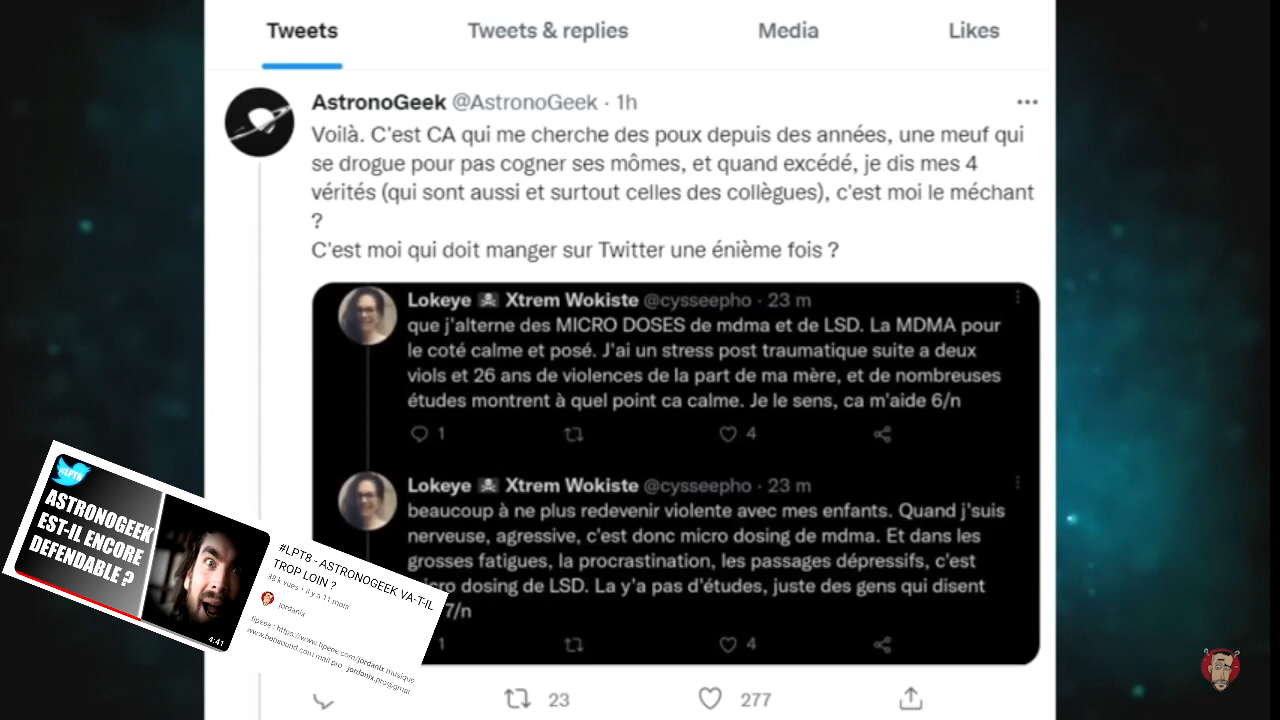 Tweets
Tweets & replies
Media
Likes
AstronoGeek @AstronoGeek · 1h
Voilà. C'est CA qui me cherche des poux depuis des années, une meuf qui
se drogue pour pas cogner ses mômes, et quand excédé, je dis mes 4
vérités (qui sont aussi et surtout celles des collègues), c'est moi le méchant
?
C'est moi qui doit manger sur Twitter une énième fois ?
Lokeye ☠ Xtrem Wokiste @cysseepho · 23 m
que j'alterne des MICRO DOSES de mdma et de LSD. La MDMA pour
le coté calme et posé. J'ai un stress post traumatique suite a deux
viols et 26 ans de violences de la part de ma mère, et de nombreuses
études montrent à quel point ca calme. Je le sens, ca m'aide 6/n
1
4
Lokeye ☠ Xtrem Wokiste @cysseepho · 23 m
beaucoup à ne plus redevenir violente avec mes enfants. Quand j'suis
nerveuse, agressive, c'est donc micro dosing de mdma. Et dans les
grosses fatigues, la procrastination, les passages dépressifs, c'est
micro dosing de LSD. La y'a pas d'études, juste des gens qui disent
7/n
1
4
23
277
#LPT8
ASTRONOGEEK
EST-IL ENCORE
DEFENDABLE ?
4:41
#LPT8 - ASTRONOGEEK VA-T-IL
TROP LOIN ?
38 k vues • il y a 11 mois
jordanix
tipeee : https://www.tipeee.com/jordanix musique
www.bensound.com mail pro : jordanix.pro@gmail